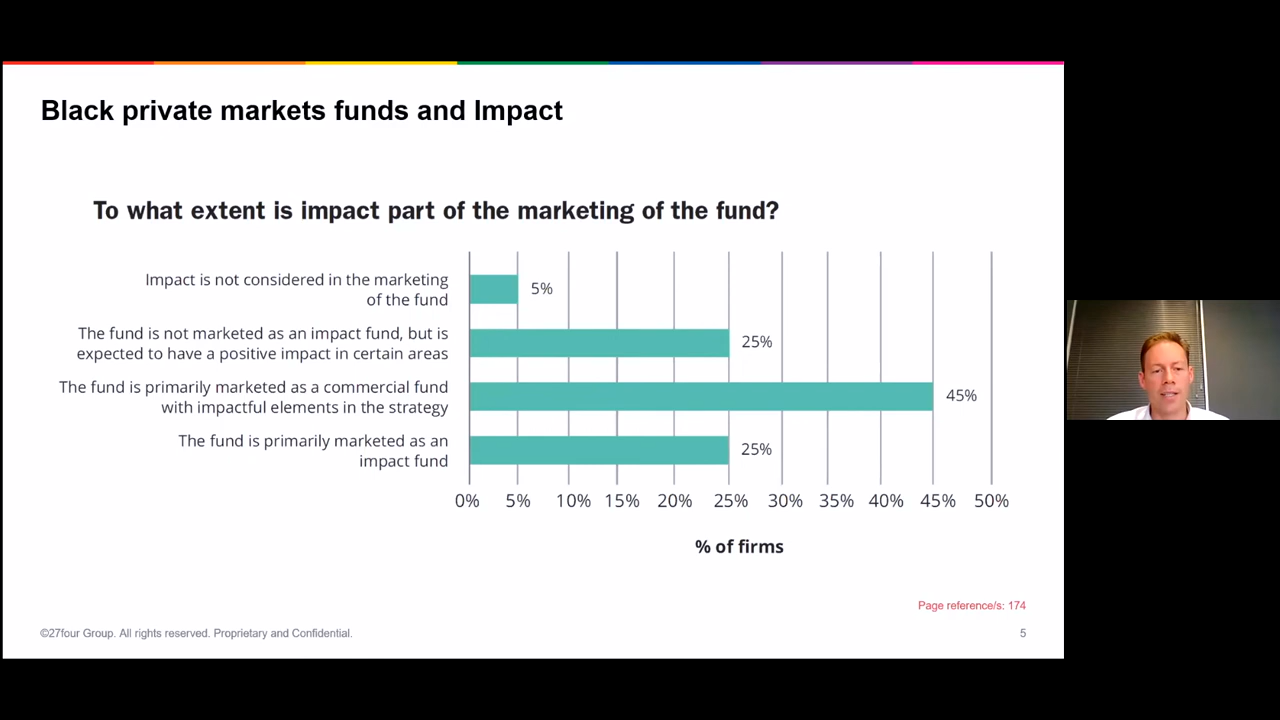 Black private markets funds and Impact
To what extent is impact part of the marketing of the fund?
Impact is not considered in the marketing
of the fund
5%
The fund is not marketed as an impact fund, but is
expected to have a positive impact in certain areas
25%
The fund is primarily marketed as a commercial fund
with impactful elements in the strategy
45%
The fund is primarily marketed as an
impact fund
25%
0% 5% 10% 15% 20% 25% 30% 35% 40% 45% 50%
% of firms
Page reference/s: 174
©27four Group. All rights reserved. Proprietary and Confidential.
5